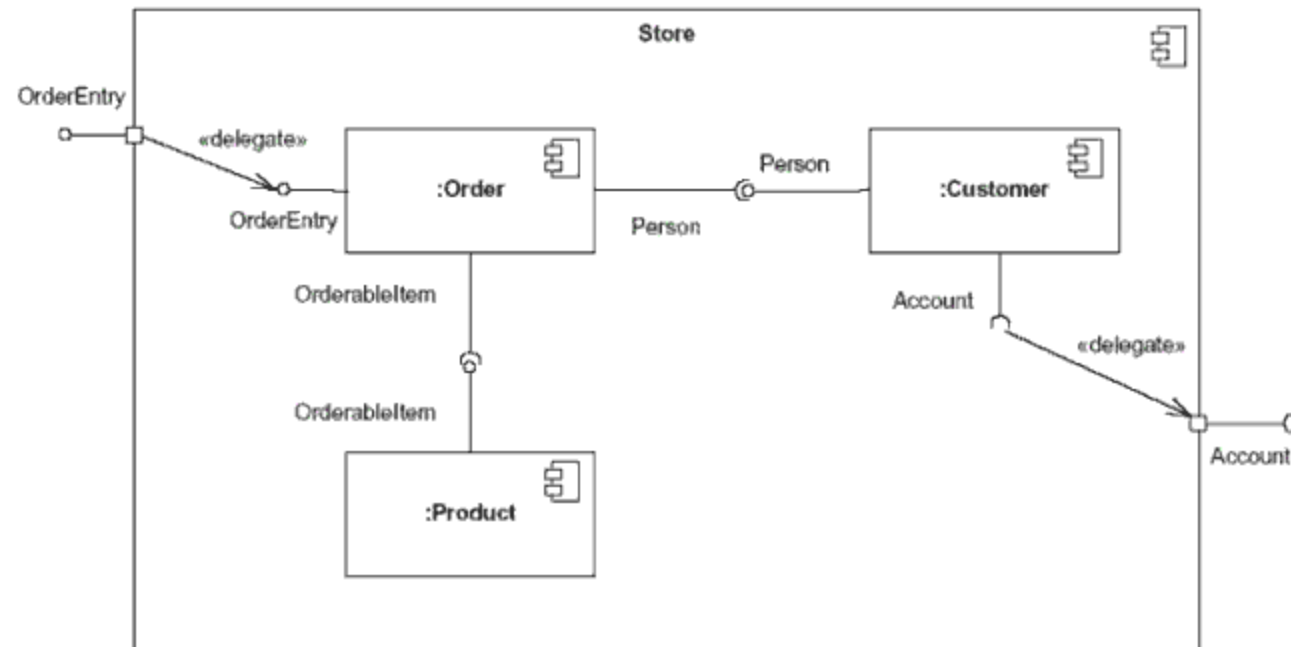 Store
OrderEntry
«delegate»
:Order
Person
:Customer
OrderEntry
Person
OrderableItem
Account
«delegate»
OrderableItem
Account
:Product